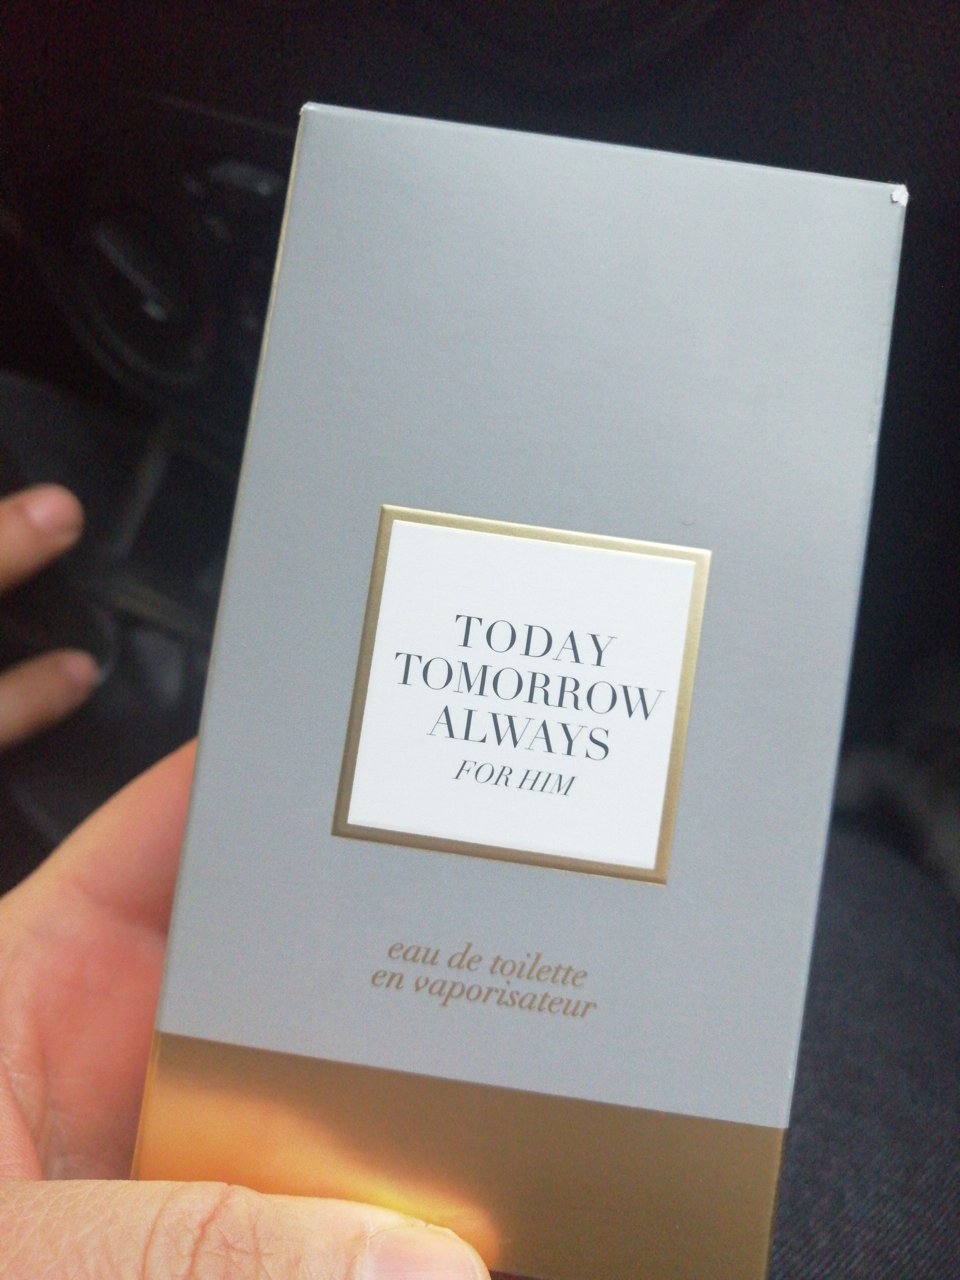 TODAY
TOMORROW
ALWAYS
FOR HIM
eau de toilette
en vaporisateur